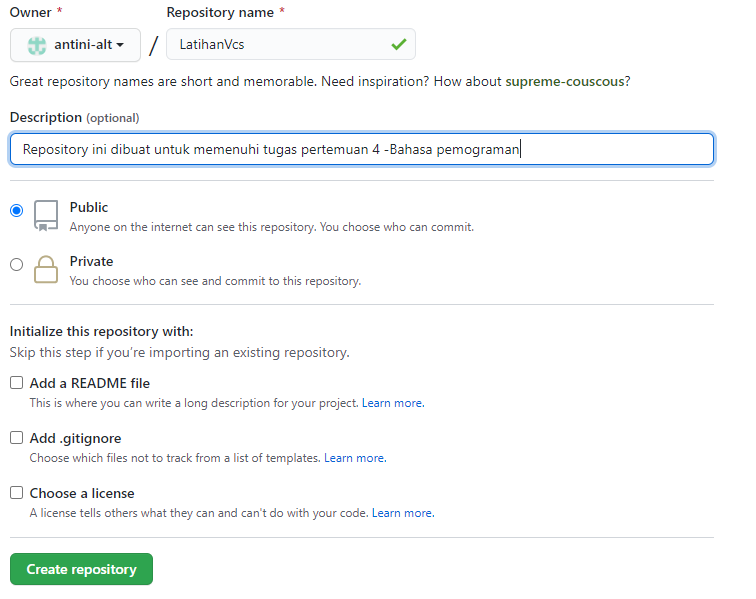 Owner * Repository name *
antini-alt / LatihanVcs
Great repository names are short and memorable. Need inspiration? How about supreme-couscous?
Description (optional)
Repository ini dibuat untuk memenuhi tugas pertemuan 4 -Bahasa pemograman
Public
Anyone on the internet can see this repository. You choose who can commit.
Private
You choose who can see and commit to this repository.
Initialize this repository with:
Skip this step if you're importing an existing repository.
Add a README file
This is where you can write a long description for your project. Learn more.
Add .gitignore
Choose which files not to track from a list of templates. Learn more.
Choose a license
A license tells others what they can and can't do with your code. Learn more.
Create repository